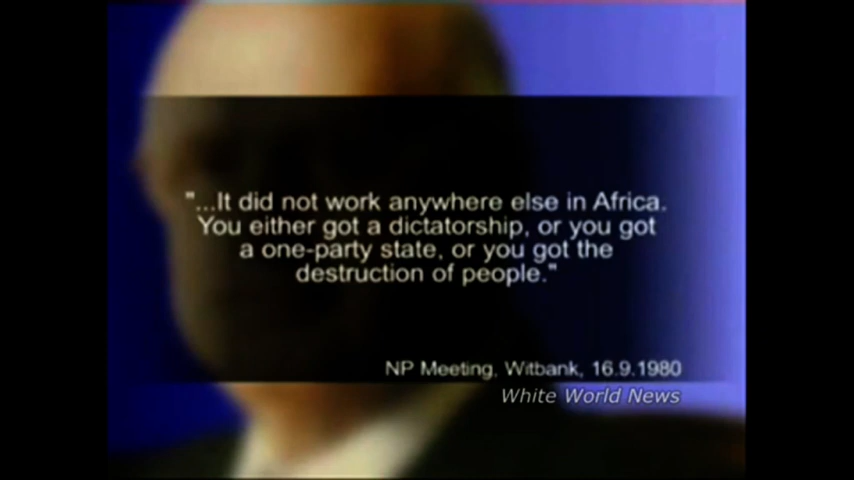 "...It did not work anywhere else in Africa.
You either got a dictatorship, or you got
a one-party state, or you got the
destruction of people."
NP Meeting, Witbank, 16.9.1980
White World News